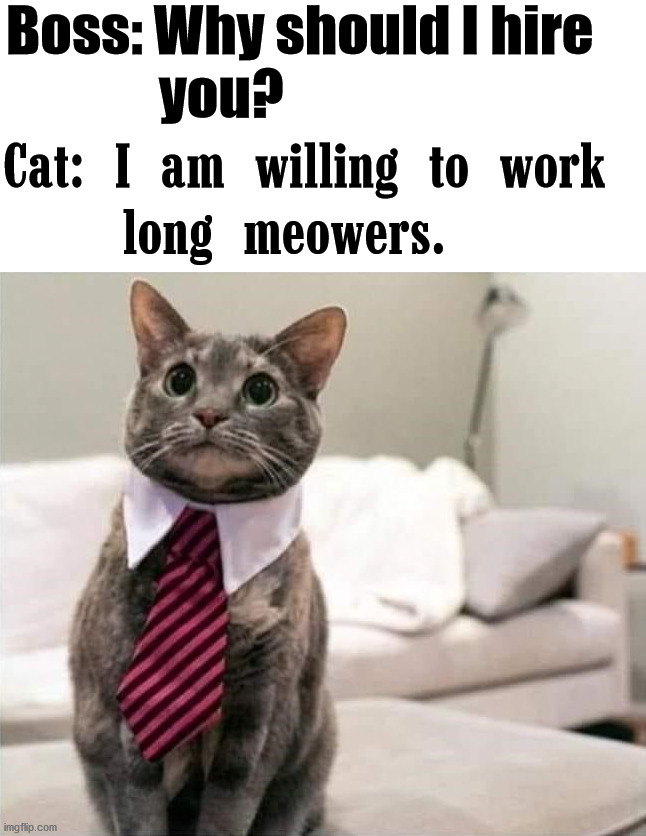 Boss: Why should I hire
you?
Cat: I am willing to work
long meowers.
imgflip.com